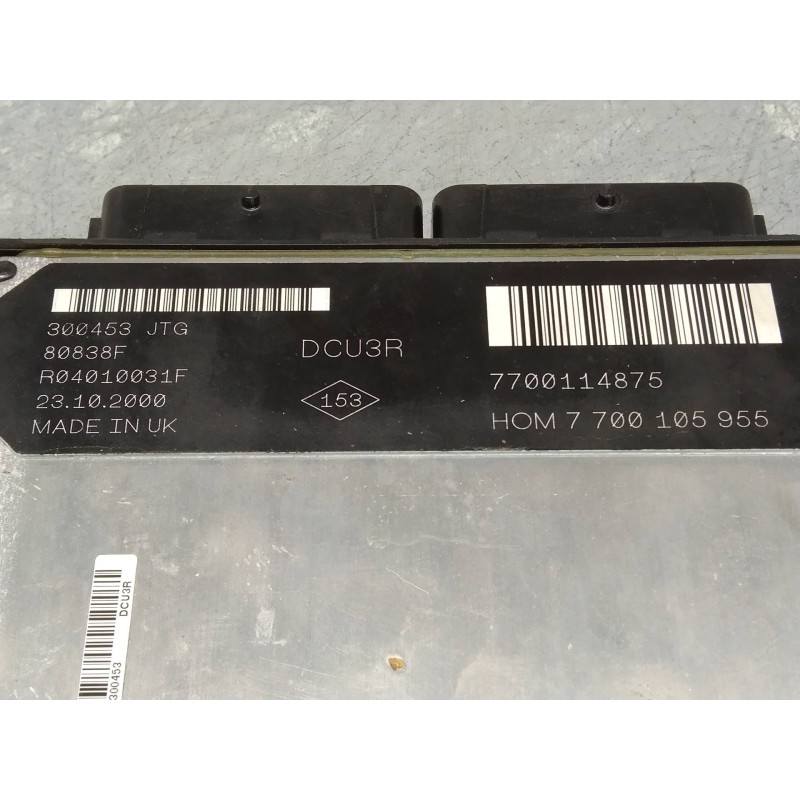 300453 JTG
80838F
R04010031F
23.10.2000
MADE IN UK
DCU3R
153
7700114875
HOM 7 700 105 955
DCU3R
300453